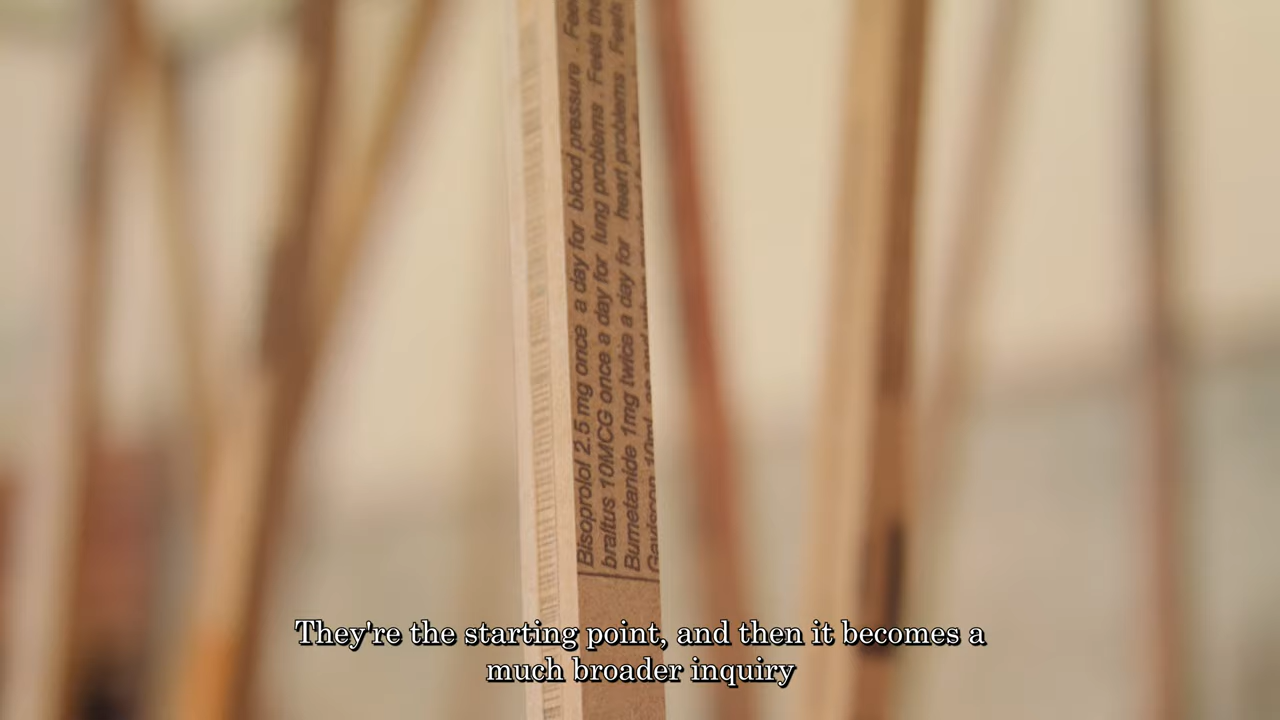 Bisoprolol 2.5 mg once a day for blood pressure . Feels
braltus 10MCG once a day for lung problems . Feels the
Bumetanide 1mg twice a day for heart problems . Feels
Gaviscon 10ml
They're the starting point, and then it becomes a
much broader inquiry